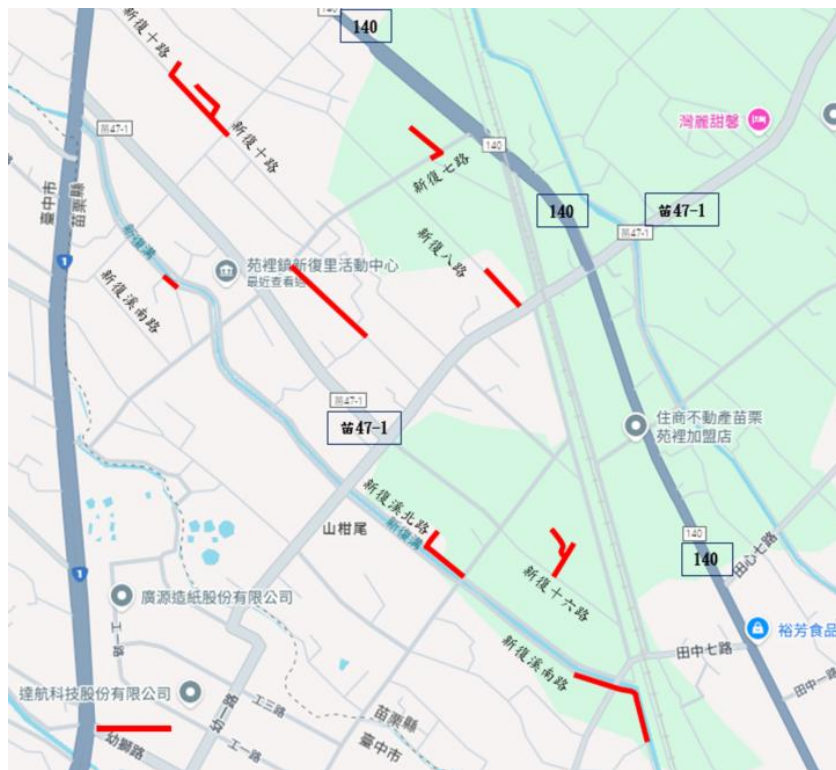 140
新復十路
苗47-1
新復十路
140
灣麗甜馨
臺中市
苗栗縣
新復七路
140
苗47-1
苗47-1
新復溝
1
新復八路
苑裡鎮新復里活動中心
最近查看過
新復溪南路
苗47-1
苗47-1
住商不動產苗栗
苑裡加盟店
新復溪北路
新復溝
山柑尾
140
140
田心七路
1
新復十六路
廣源造紙股份有限公司
工一路
裕芳食品
新復溪南路
田中七路
田中一路
達航科技股份有限公司
幼二路
工三路
苗栗縣
臺中市
幼獅路
工一路